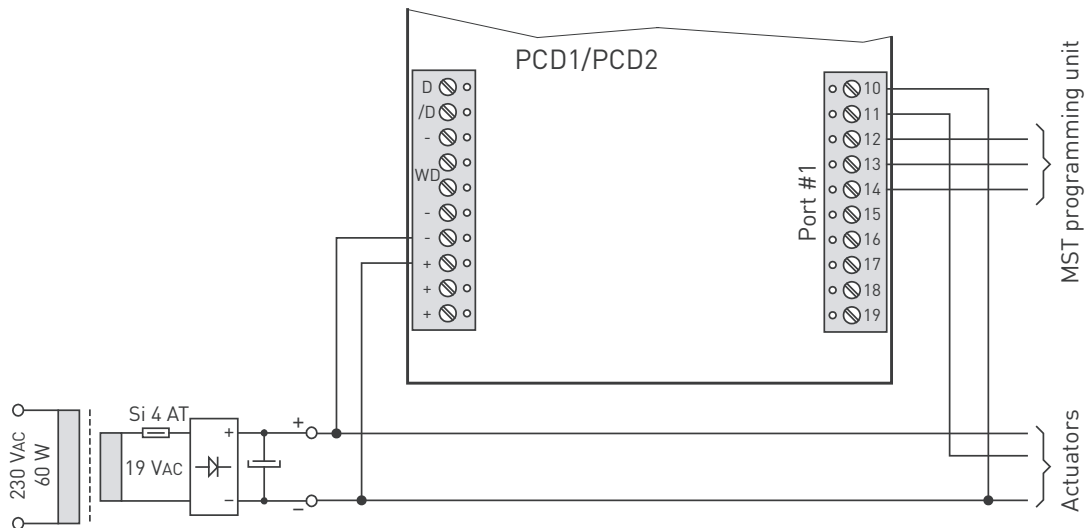 PCD1/PCD2
D
/D
-
WD
-
-
+
+
+
Port #1
10
11
12
13
14
15
16
17
18
19
MST programming unit
230 VAC
60 W
Si 4 AT
19 VAC
+
−
+
−
Actuators